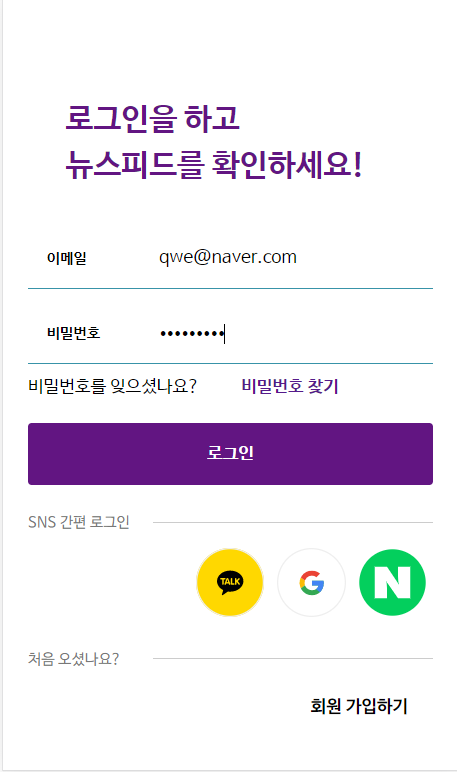 로그인을 하고
뉴스피드를 확인하세요!
이메일 qwe@naver.com
비밀번호 •••••••••
비밀번호를 잊으셨나요? 비밀번호 찾기
로그인
SNS 간편 로그인
TALK G N
처음 오셨나요?
회원 가입하기